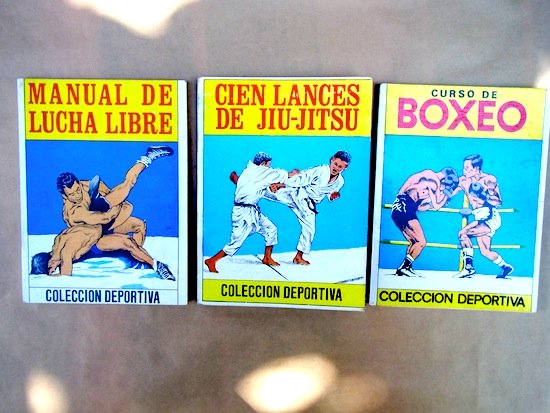 MANUAL DE
LUCHA LIBRE
COLECCION DEPORTIVA
CIEN LANCES
DE JIU-JITSU
COLECCION DEPORTIVA
CURSO DE
BOXEO
COLECCION DEPORTIVA